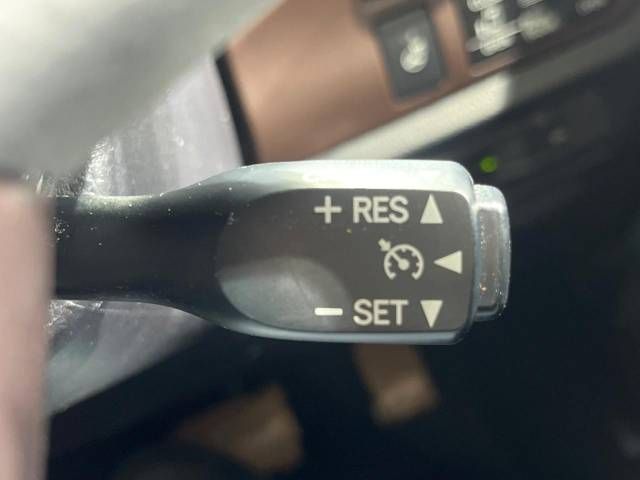 + RES ▲
◀
– SET ▼